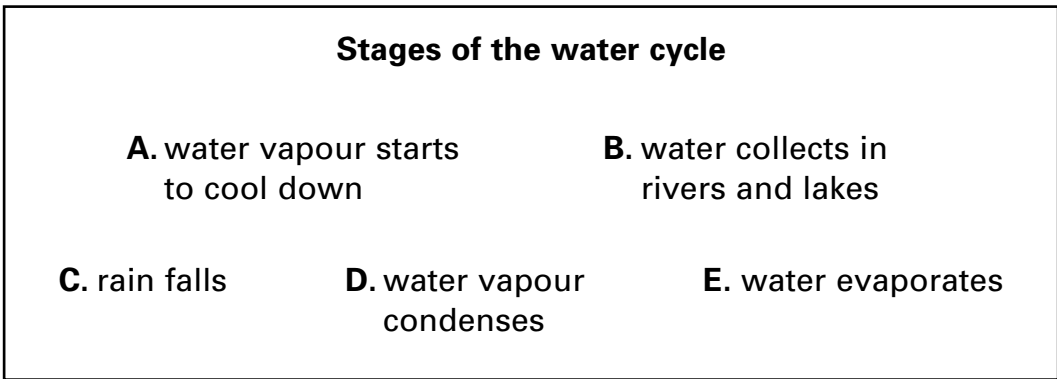 Stages of the water cycle
A. water vapour starts
to cool down
B. water collects in
rivers and lakes
C. rain falls
D. water vapour
condenses
E. water evaporates